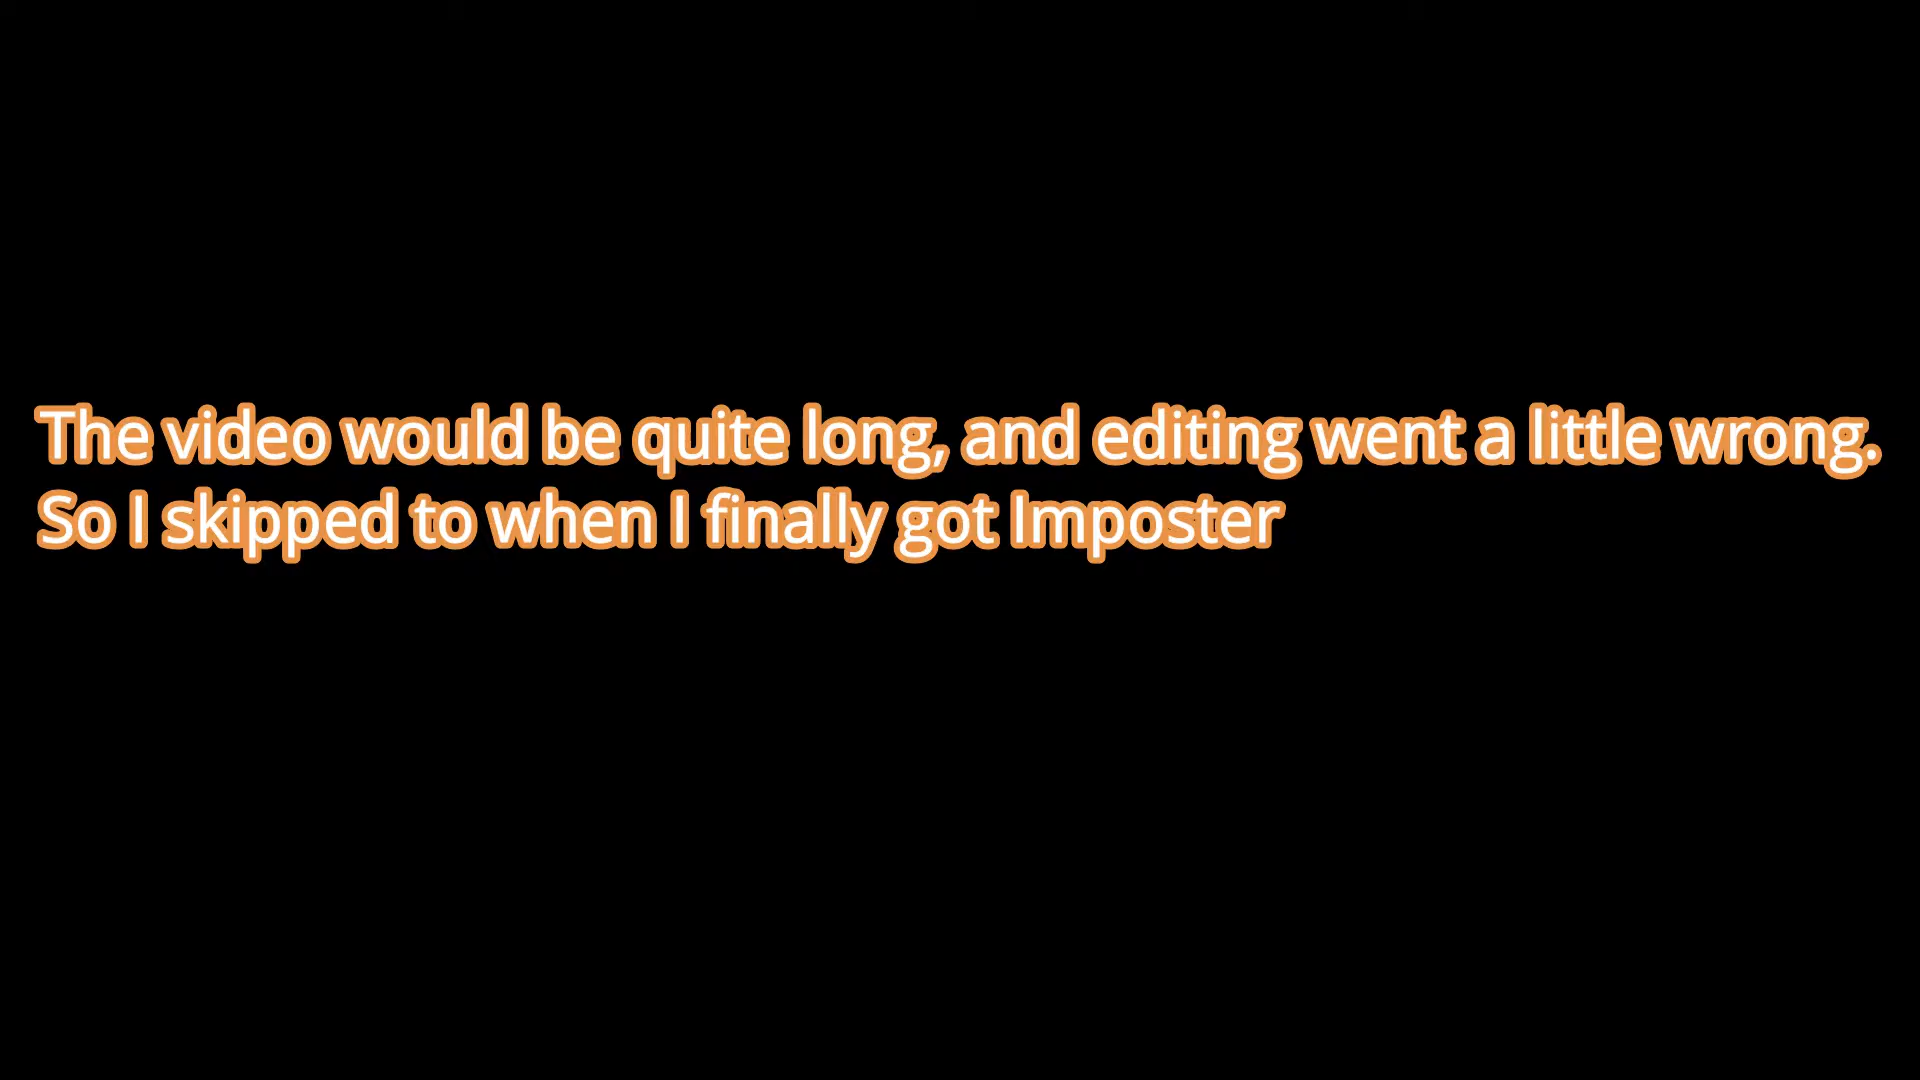 The video would be quite long, and editing went a little wrong.
So I skipped to when I finally got Imposter